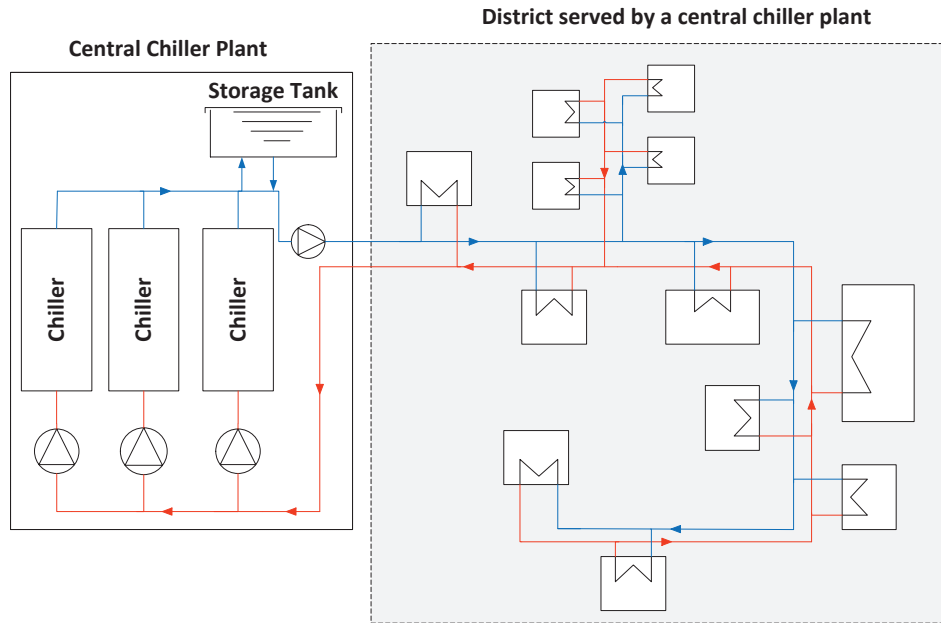 District served by a central chiller plant
Central Chiller Plant
Storage Tank
Chiller
Chiller
Chiller